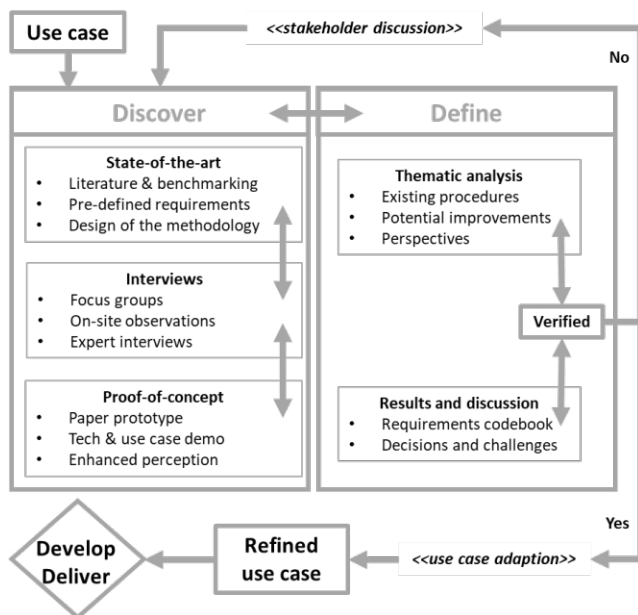 Use case
<<stakeholder discussion>>
No
Discover
Define
State-of-the-art
• Literature & benchmarking
• Pre-defined requirements
• Design of the methodology
Interviews
• Focus groups
• On-site observations
• Expert interviews
Proof-of-concept
• Paper prototype
• Tech & use case demo
• Enhanced perception
Thematic analysis
• Existing procedures
• Potential improvements
• Perspectives
Verified
Results and discussion
• Requirements codebook
• Decisions and challenges
Yes
Develop
Deliver
Refined
use case
<<use case adaption>>